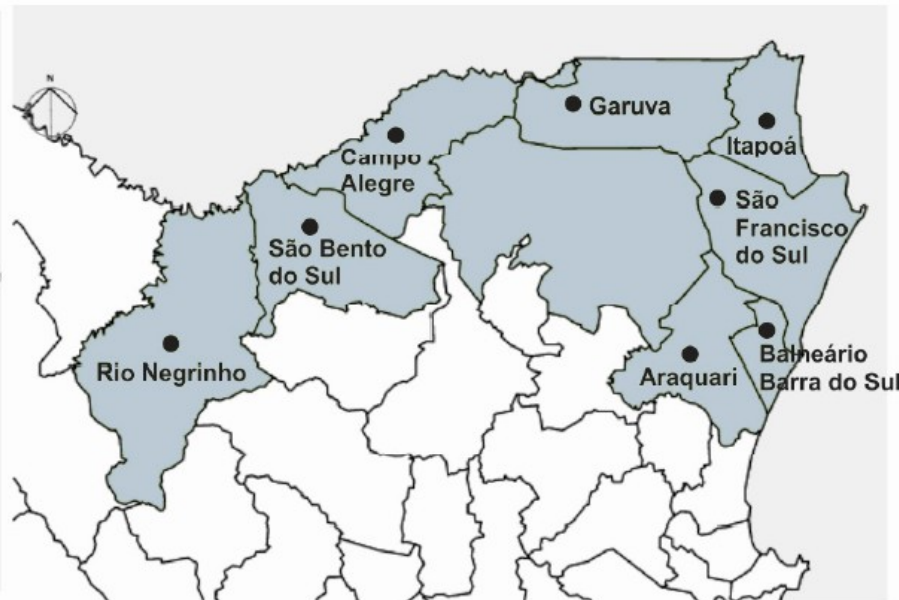 N
Garuva
Itapoá
Campo
Alegre
São
Francisco
do Sul
São Bento
do Sul
Rio Negrinho
Araquari
Balneário
Barra do Sul